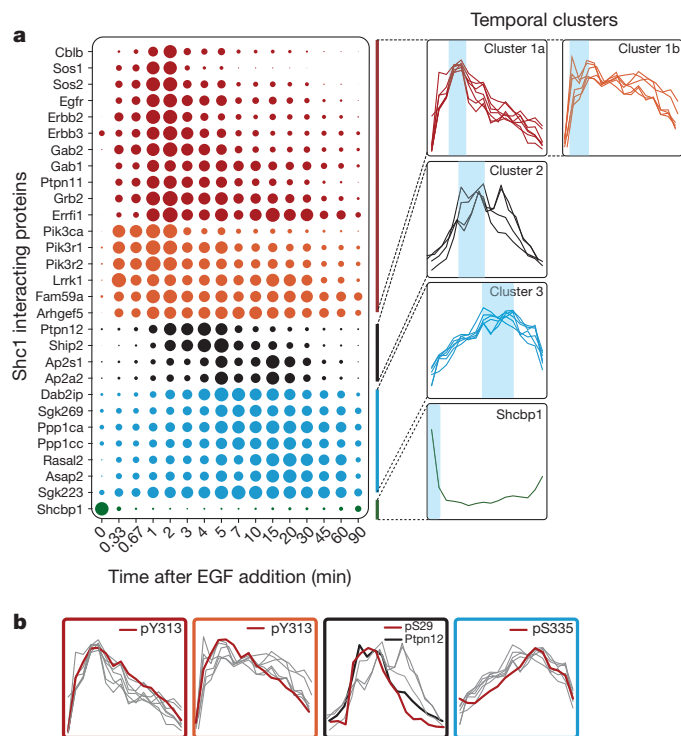 Temporal clusters
a
Shc1 interacting proteins
Cblb
Sos1
Sos2
Egfr
Erbb2
Erbb3
Gab2
Gab1
Ptpn11
Grb2
Errfi1
Pik3ca
Pik3r1
Pik3r2
Lrrk1
Fam59a
Arhgef5
Ptpn12
Ship2
Ap2s1
Ap2a2
Dab2ip
Sgk269
Ppp1ca
Ppp1cc
Rasal2
Asap2
Sgk223
Shcbp1
0 0.33 0.67 1 2 3 4 5 7 10 15 20 30 45 60 90
Time after EGF addition (min)
Cluster 1a
Cluster 1b
Cluster 2
Cluster 3
Shcbp1
b
pY313
pY313
pS29
Ptpn12
pS335